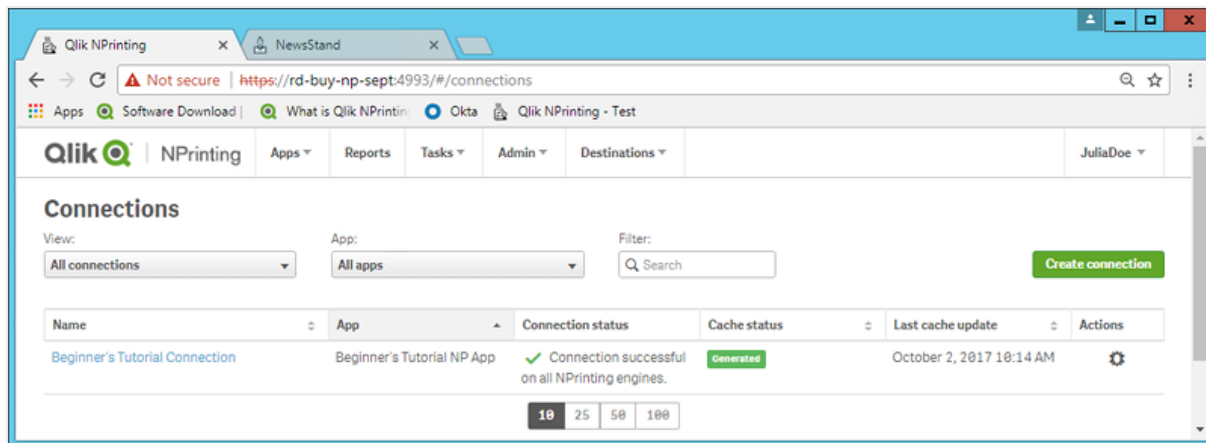 Qlik NPrinting
NewsStand
Not secure | https://rd-buy-np-sept:4993/#/connections
Apps Software Download | What is Qlik NPrintin Okta Qlik NPrinting - Test
Qlik NPrinting Apps Reports Tasks Admin Destinations JuliaDoe
Connections
View: App: Filter:
All connections All apps Search Create connection
Name App Connection status Cache status Last cache update Actions
Beginner's Tutorial Connection Beginner's Tutorial NP App Connection successful Generated October 2, 2017 10:14 AM
on all NPrinting engines.
10 25 50 100